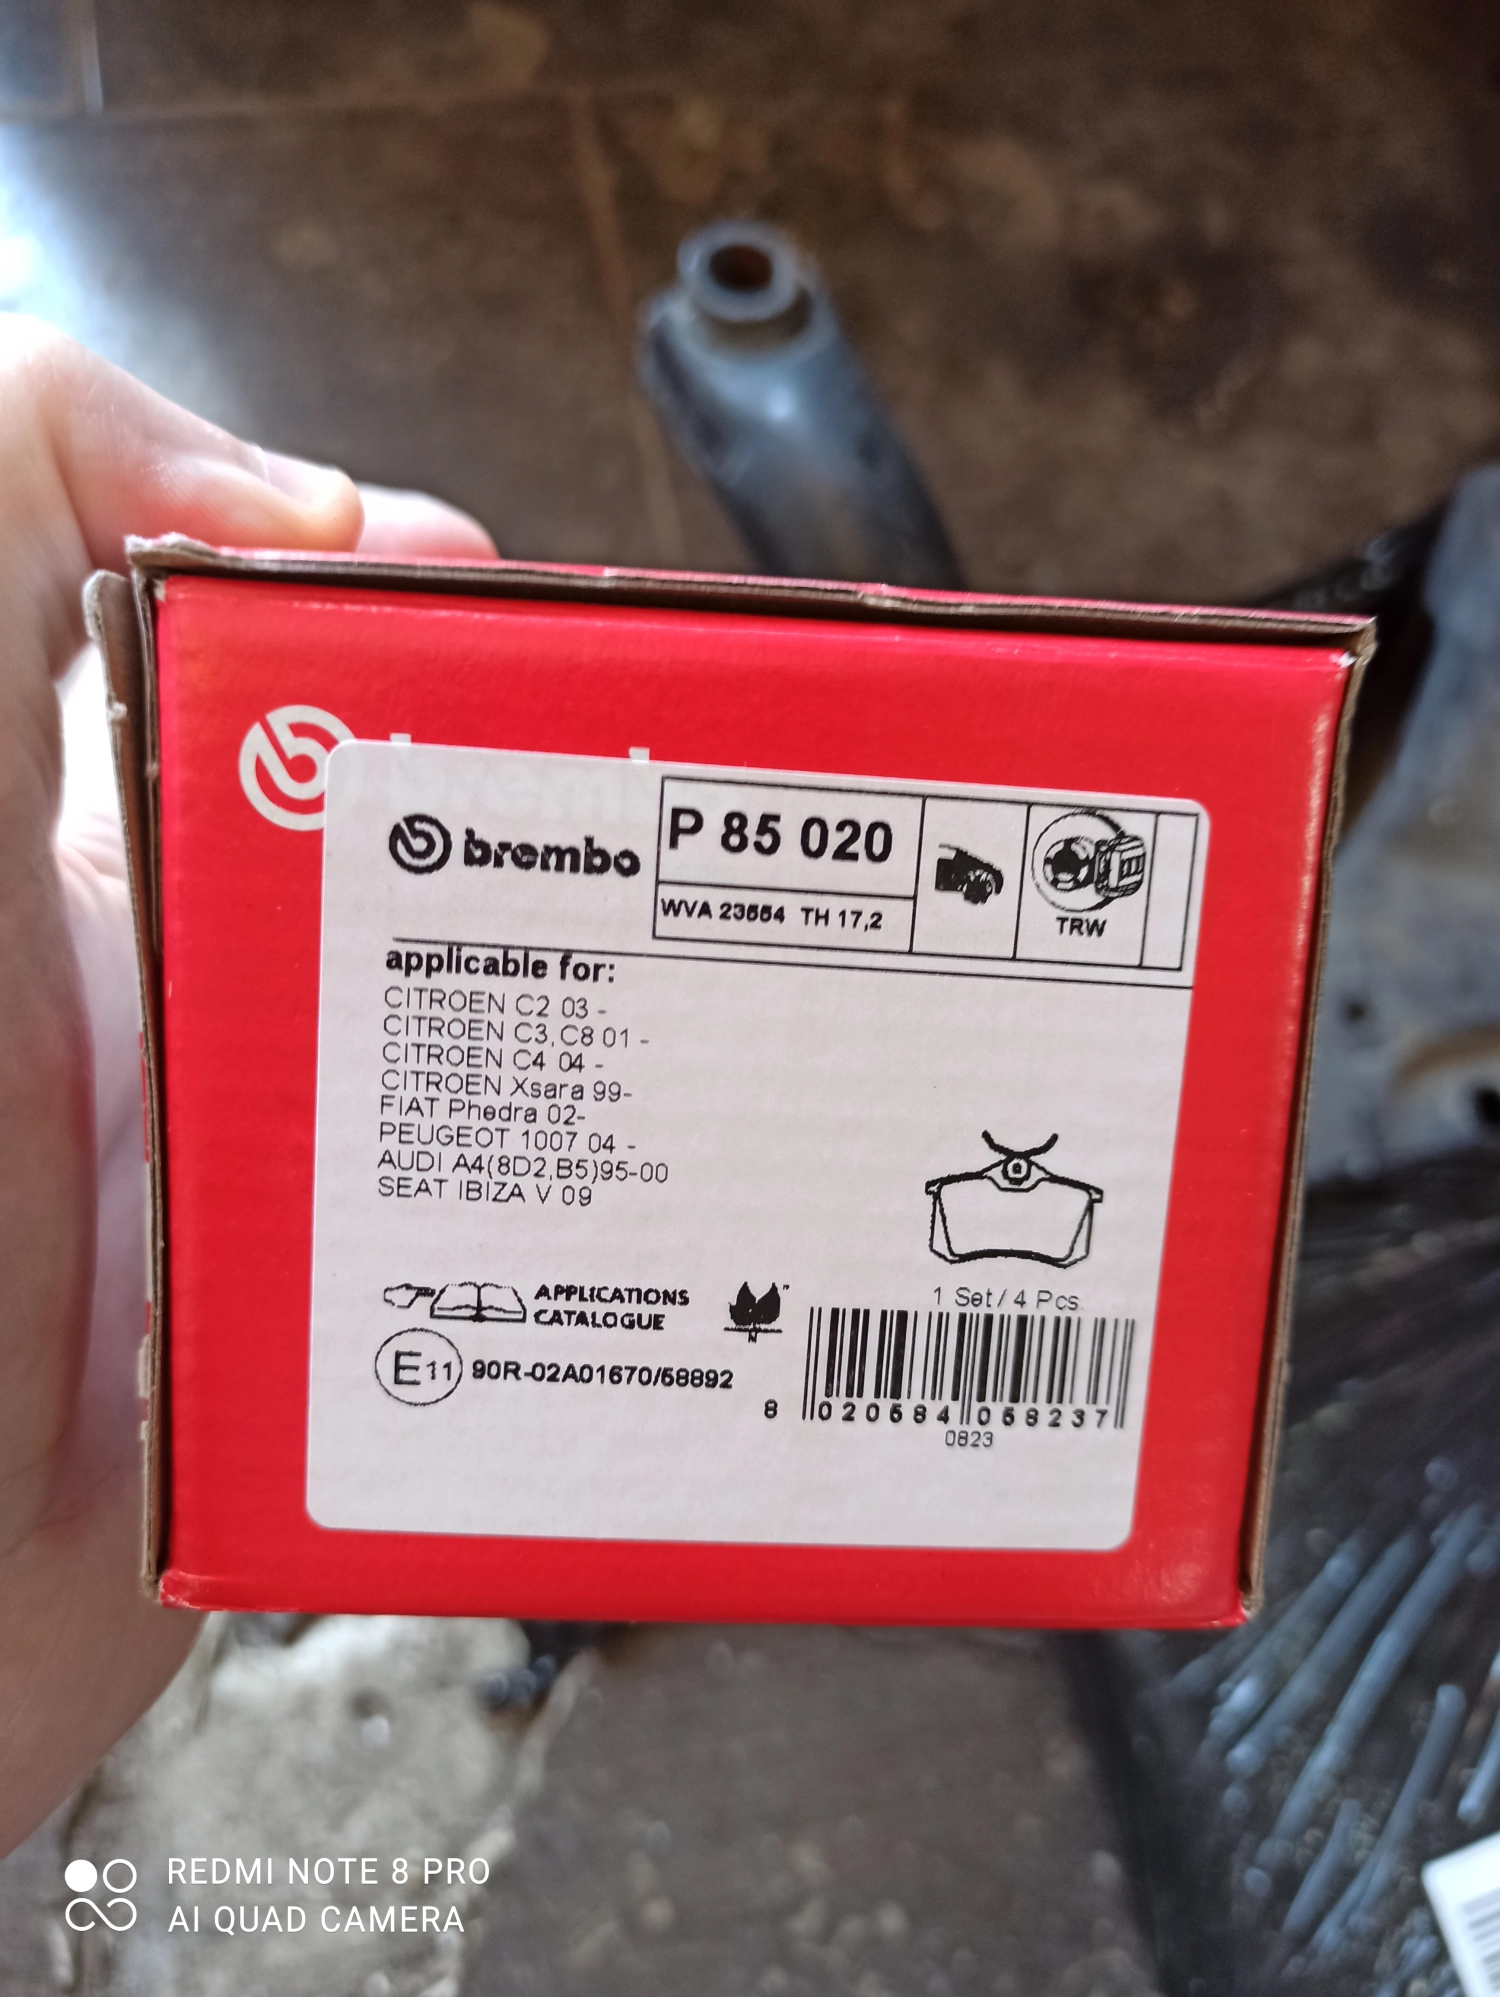 brembo
P 85 020
WVA 23554 TH 17,2
TRW
applicable for:
CITROEN C2 03 -
CITROEN C3,C8 01 -
CITROEN C4 04 -
CITROEN Xsara 99-
FIAT Phedra 02-
PEUGEOT 1007 04 -
AUDI A4(8D2,B5)95-00
SEAT IBIZA V 09
APPLICATIONS
CATALOGUE
N
1 Set / 4 Pcs.
E11 90R-02A01670/58892
8 020584 058237
0823
REDMI NOTE 8 PRO
AI QUAD CAMERA